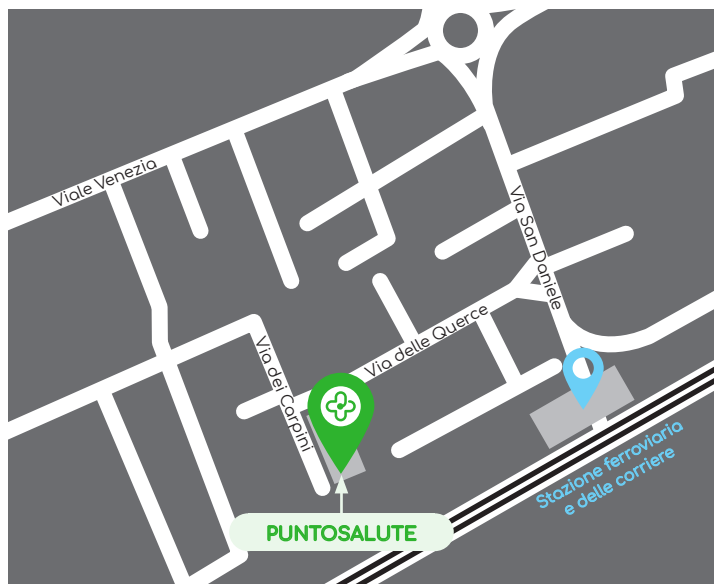 Viale Venezia
Via San Daniele
Via delle Querce
Via dei Carpini
Stazione ferroviaria
e delle corriere
PUNTOSALUTE